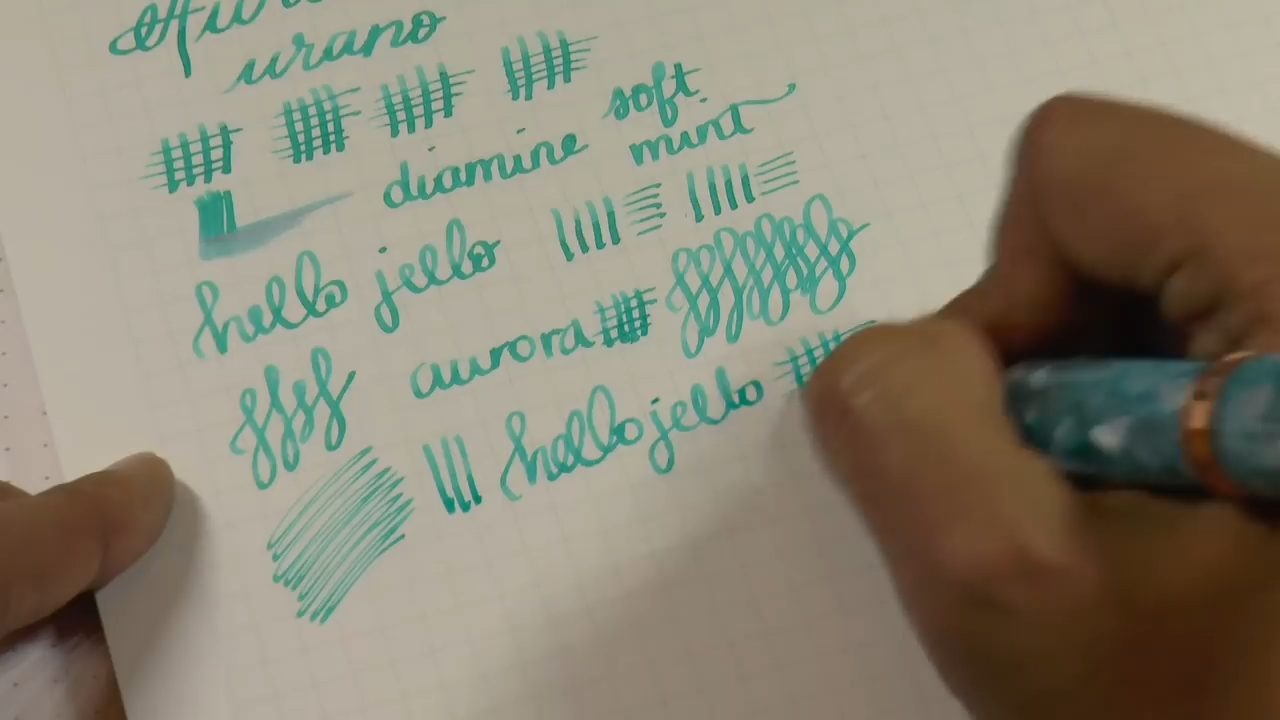 urano
diamine soft
mint
hello jello
aurora
hello jello